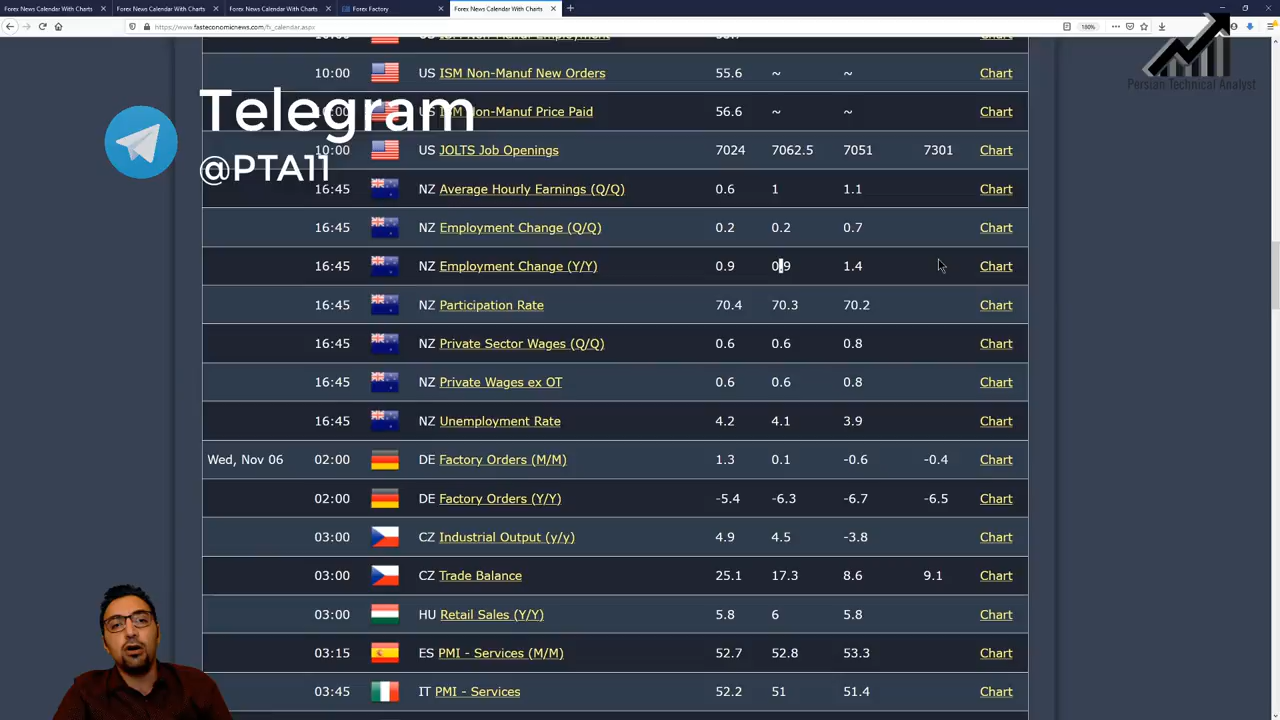 Forex News Calendar With Charts
Forex News Calendar With Charts
Forex News Calendar With Charts
Forex Factory
Forex News Calendar With Charts
https://www.fasteconomicnews.com/fx_calendar.aspx
180%
Persian Technical Analyst
Telegram
@PTA11
10:00 US ISM Non-Manuf New Orders 55.6 ~ ~ Chart
US ISM Non-Manuf Price Paid 56.6 ~ ~ Chart
10:00 US JOLTS Job Openings 7024 7062.5 7051 7301 Chart
16:45 NZ Average Hourly Earnings (Q/Q) 0.6 1 1.1 Chart
16:45 NZ Employment Change (Q/Q) 0.2 0.2 0.7 Chart
16:45 NZ Employment Change (Y/Y) 0.9 0.9 1.4 Chart
16:45 NZ Participation Rate 70.4 70.3 70.2 Chart
16:45 NZ Private Sector Wages (Q/Q) 0.6 0.6 0.8 Chart
16:45 NZ Private Wages ex OT 0.6 0.6 0.8 Chart
16:45 NZ Unemployment Rate 4.2 4.1 3.9 Chart
Wed, Nov 06 02:00 DE Factory Orders (M/M) 1.3 0.1 -0.6 -0.4 Chart
02:00 DE Factory Orders (Y/Y) -5.4 -6.3 -6.7 -6.5 Chart
03:00 CZ Industrial Output (y/y) 4.9 4.5 -3.8 Chart
03:00 CZ Trade Balance 25.1 17.3 8.6 9.1 Chart
03:00 HU Retail Sales (Y/Y) 5.8 6 5.8 Chart
03:15 ES PMI - Services (M/M) 52.7 52.8 53.3 Chart
03:45 IT PMI - Services 52.2 51 51.4 Chart